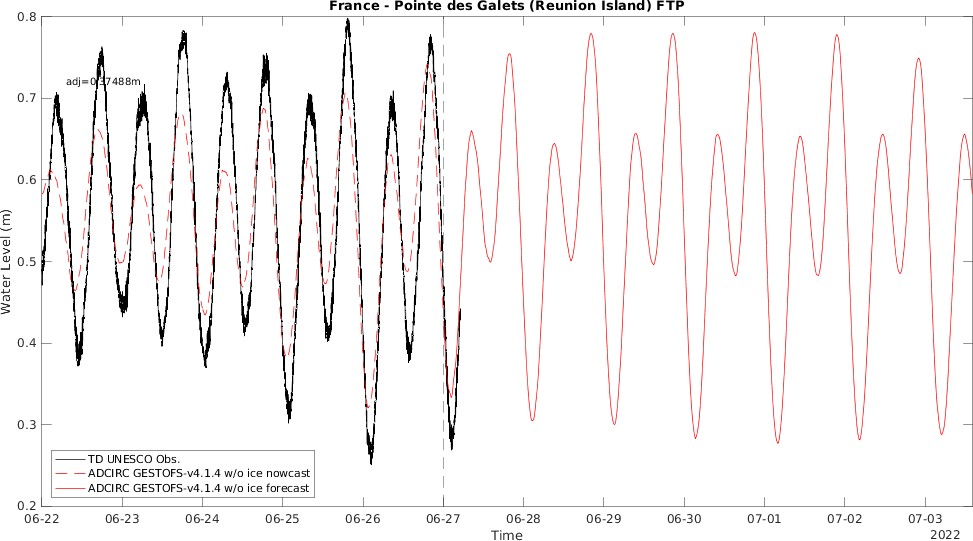 France - Pointe des Galets (Reunion Island) FTP
0.8
adj=0.37488m
0.7
0.6
0.5
0.4
0.3
0.2
Water Level (m)
TD UNESCO Obs.
ADCIRC GESTOFS-v4.1.4 w/o ice nowcast
ADCIRC GESTOFS-v4.1.4 w/o ice forecast
06-22 06-23 06-24 06-25 06-26 06-27 06-28 06-29 06-30 07-01 07-02 07-03
Time
2022